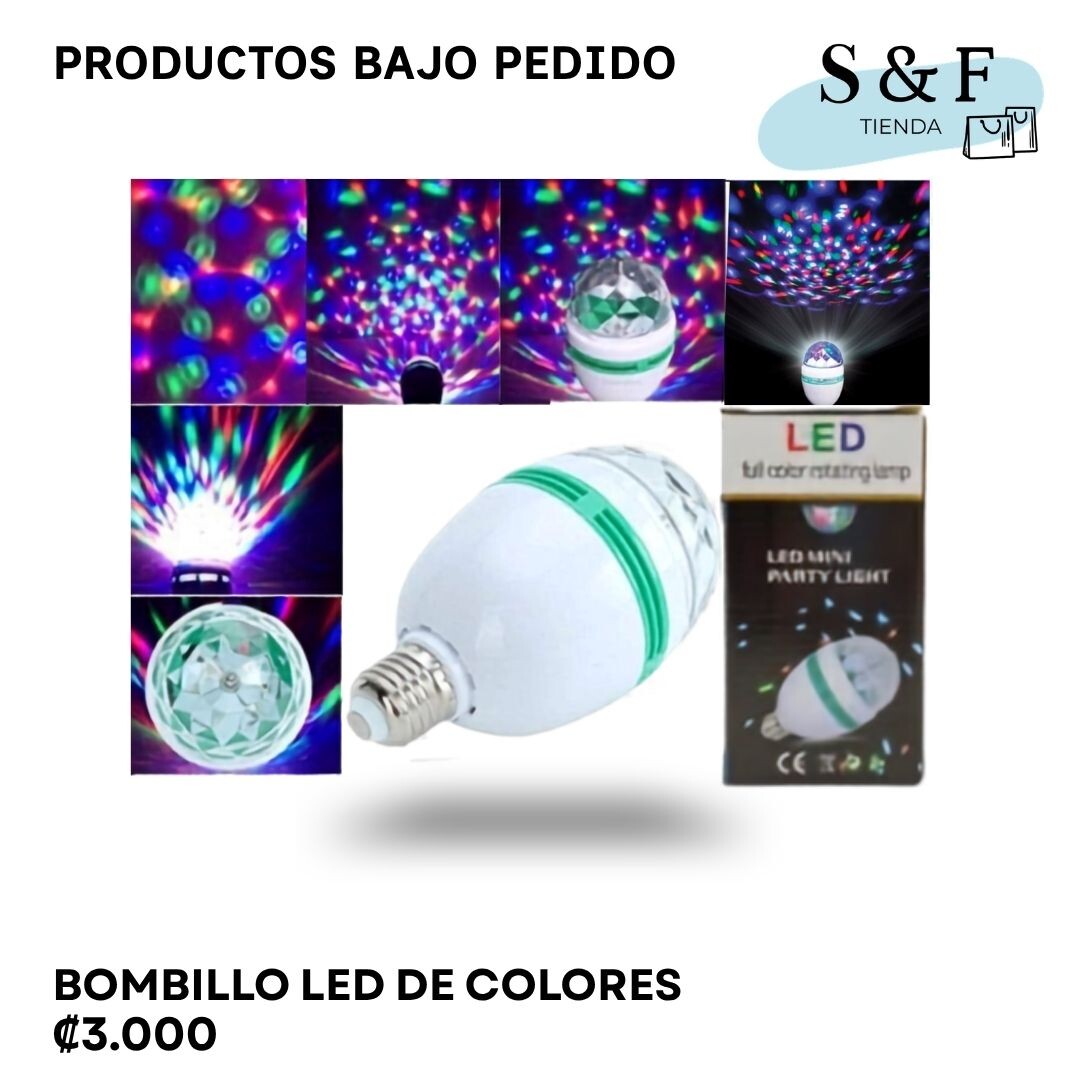 PRODUCTOS BAJO PEDIDO
S & F
TIENDA
LED
full color rotating lamp
LED MINI
PARTY LIGHT
CE
BOMBILLO LED DE COLORES
₡3.000